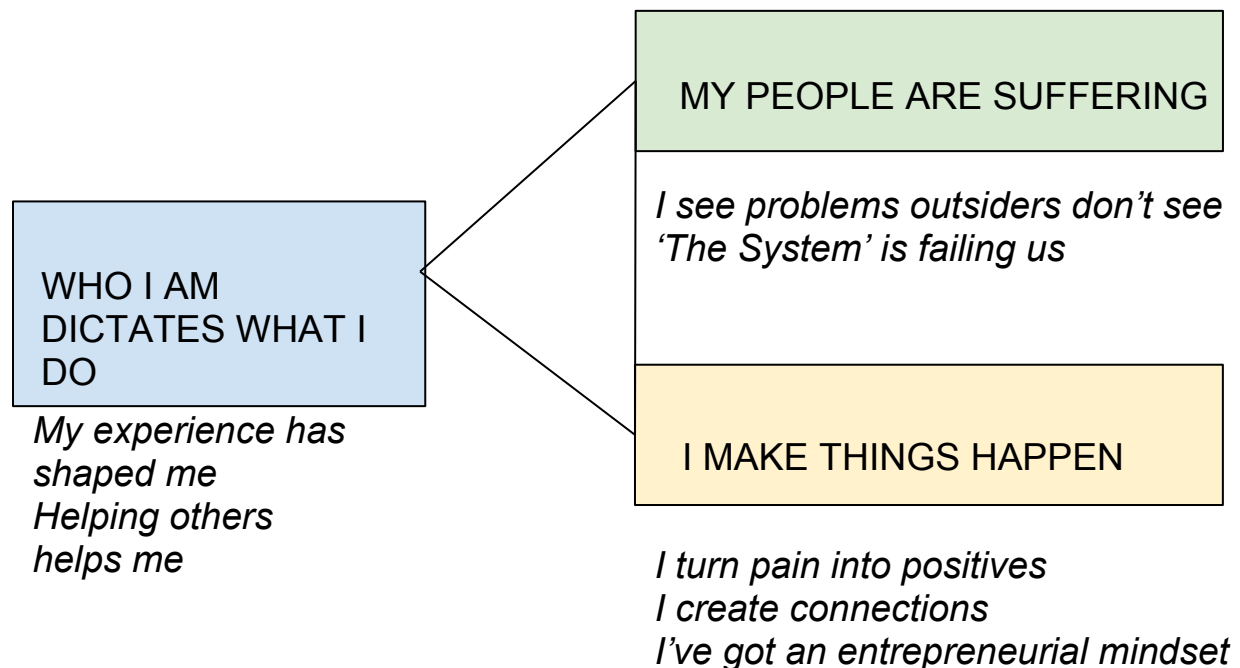 MY PEOPLE ARE SUFFERING
I see problems outsiders don’t see
‘The System’ is failing us
WHO I AM
DICTATES WHAT I
DO
My experience has
shaped me
Helping others
helps me
I MAKE THINGS HAPPEN
I turn pain into positives
I create connections
I've got an entrepreneurial mindset